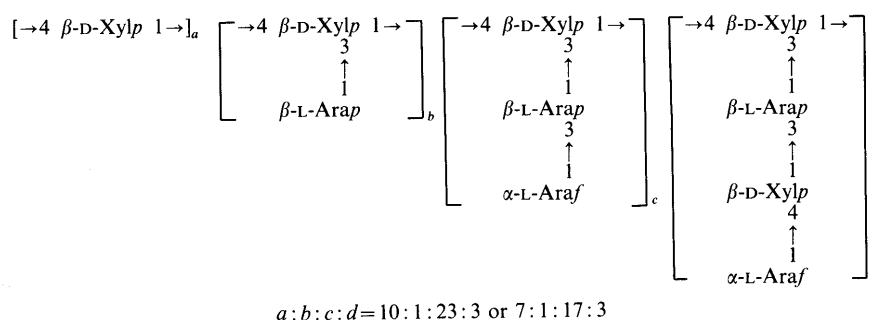 [→4 β-D-Xylp 1→]a [→4 β-D-Xylp 1→ [→4 β-D-Xylp 1→ [→4 β-D-Xylp 1→
3 3 3
↑ ↑ ↑
1 1 1
β-L-Arap ]b β-L-Arap β-L-Arap
3 3
↑ ↑
1 1
α-L-Araf ]c β-D-Xylp
4
↑
1
α-L-Araf ]
a:b:c:d=10:1:23:3 or 7:1:17:3